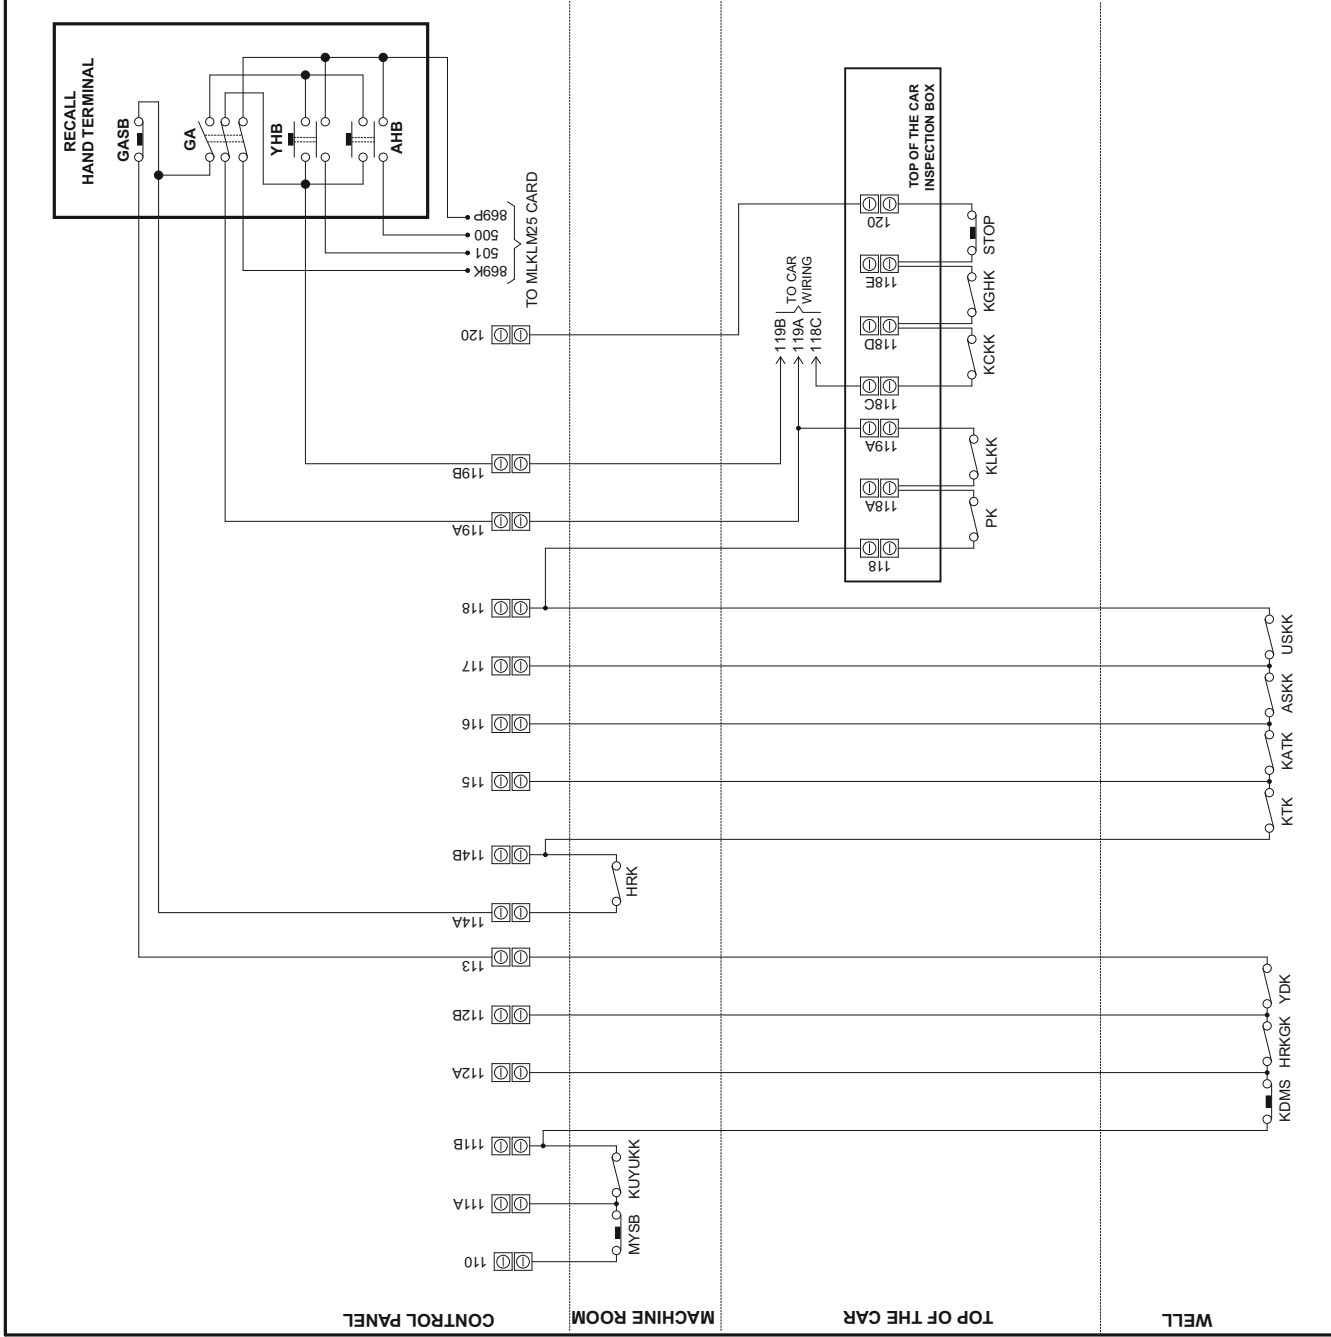 RECALL
HAND TERMINAL
GASB
GA
YHB
AHB
869P
500
501
869K
TO MLKLM25 CARD
TOP OF THE CAR
INSPECTION BOX
120
STOP
118E
KGHK
118D
KCKK
118C
119A
KLKK
118A
PK
118
TO CAR
WIRING
119B
119A
118C
120
119B
119A
118
117
116
115
114B
114A
113
112B
112A
111B
111A
110
USKK
ASKK
KATK
KTK
HRK
YDK
HRKGK
KDMS
KUYUKK
MYSB
CONTROL PANEL
MACHINE ROOM
TOP OF THE CAR
WELL